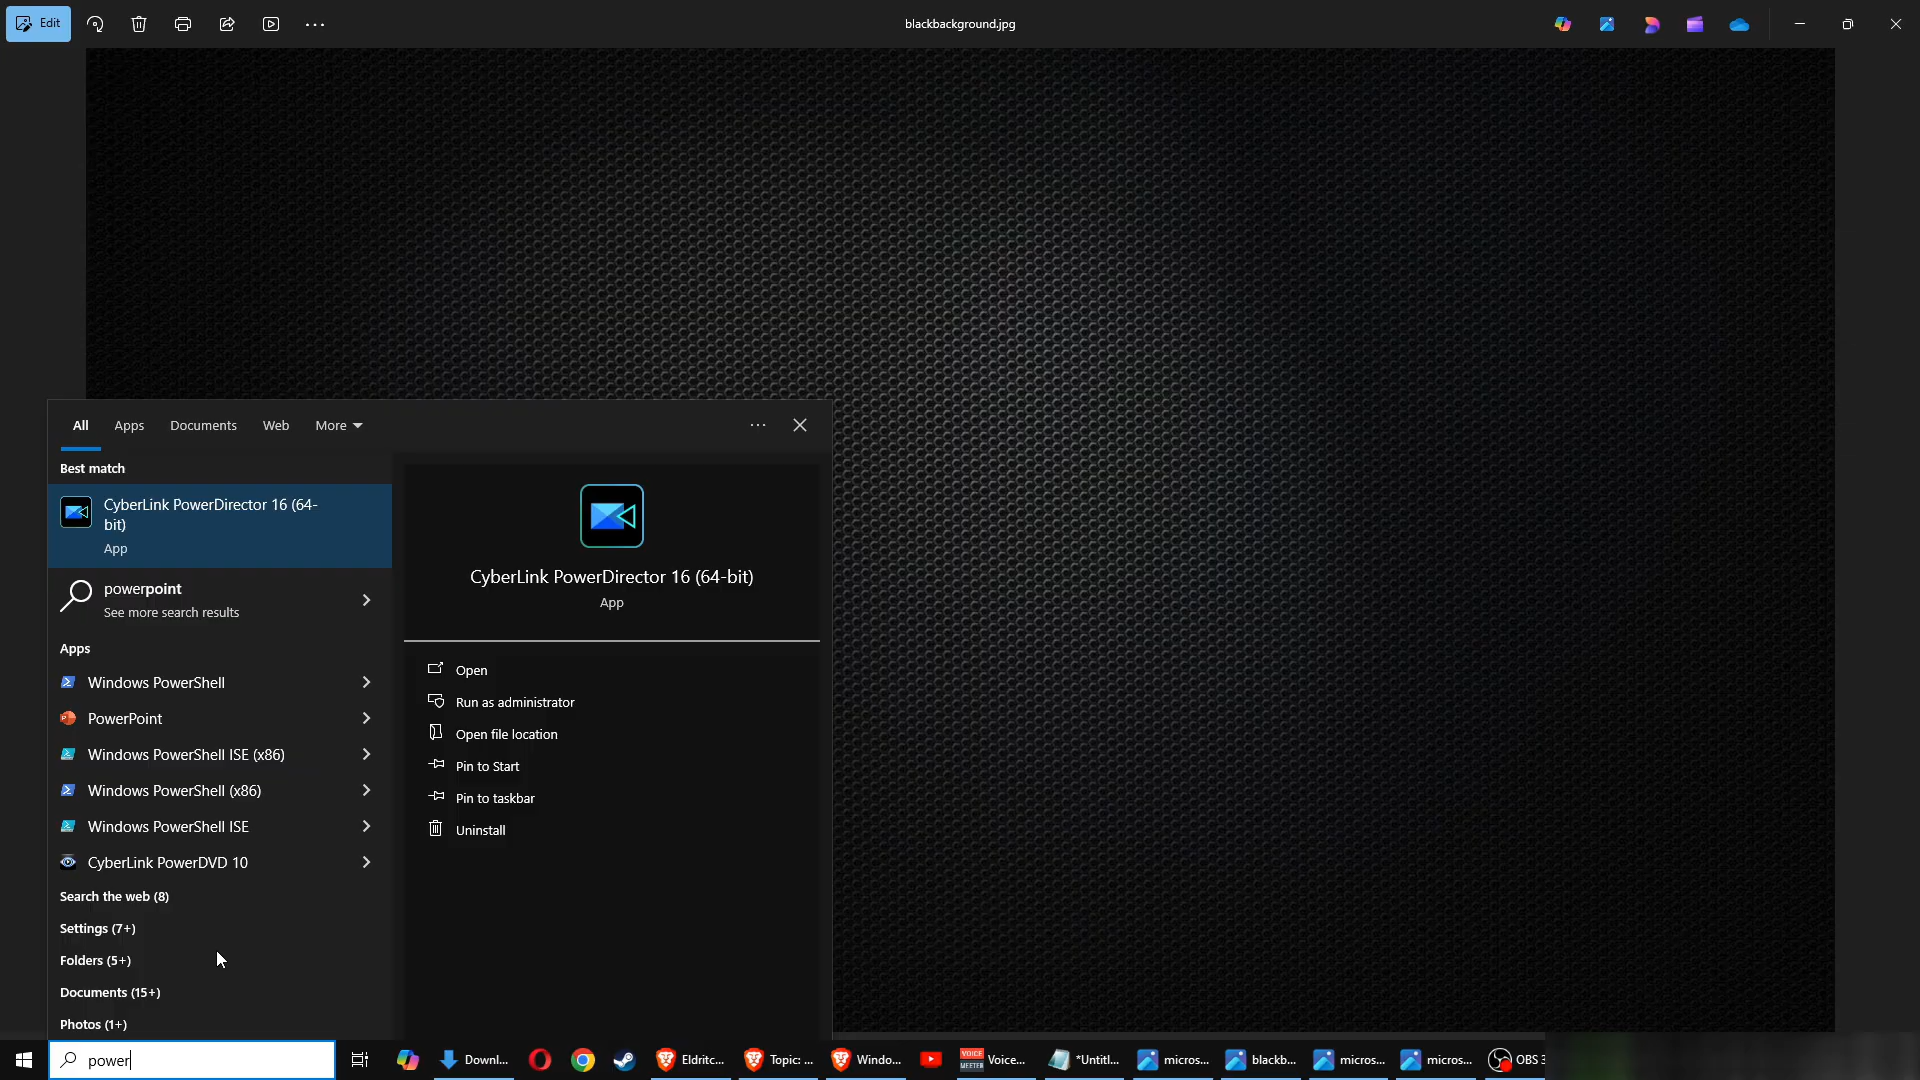 Edit
blackbackground.jpg
All Apps Documents Web More
Best match
CyberLink PowerDirector 16 (64-
bit)
App
powerpoint
See more search results
Apps
Windows PowerShell
PowerPoint
Windows PowerShell ISE (x86)
Windows PowerShell (x86)
Windows PowerShell ISE
CyberLink PowerDVD 10
Search the web (8)
Settings (7+)
Folders (5+)
Documents (15+)
Photos (1+)
CyberLink PowerDirector 16 (64-bit)
App
Open
Run as administrator
Open file location
Pin to Start
Pin to taskbar
Uninstall
power
Downl...
Eldritc...
Topic: ...
Windo...
VOICE
MEETER
Voice...
*Untitl...
micros...
blackb...
micros...
micros...
OBS 3